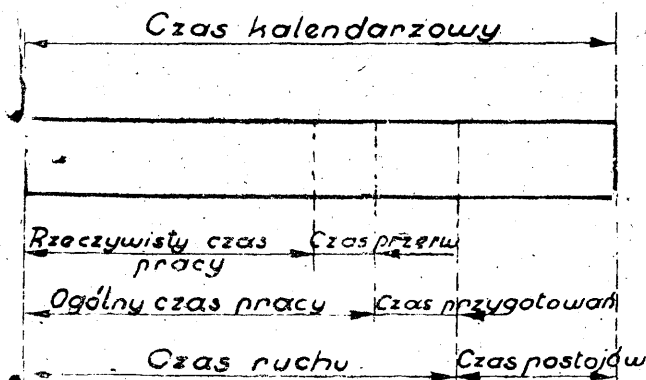 Czas kalendarzowy
Rzeczywisty czas pracy
Czas przerw
Ogólny czas pracy
Czas przygotowań
Czas ruchu
Czas postojów